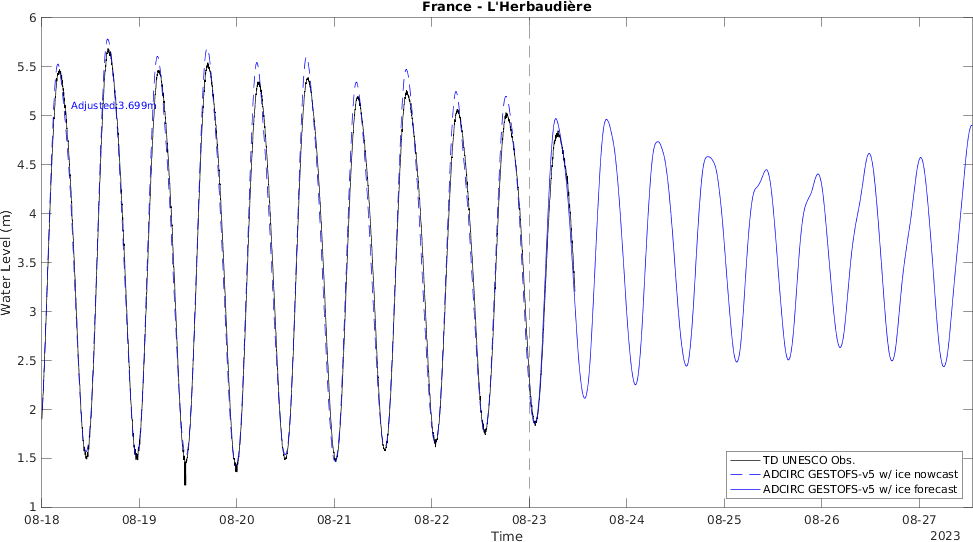 France - L'Herbaudière
6
5.5
5
4.5
4
3.5
3
2.5
2
1.5
1
Water Level (m)
Adjusted:3.699m
TD UNESCO Obs.
ADCIRC GESTOFS-v5 w/ ice nowcast
ADCIRC GESTOFS-v5 w/ ice forecast
08-18 08-19 08-20 08-21 08-22 08-23 08-24 08-25 08-26 08-27
Time
2023